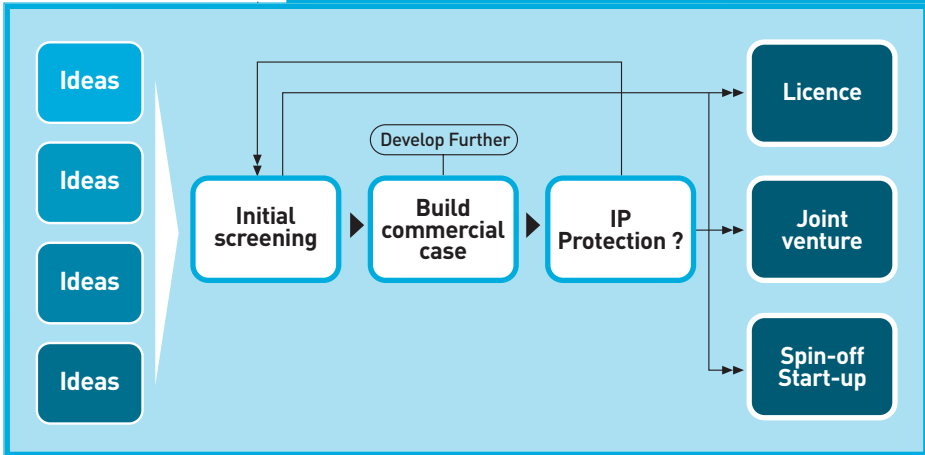 Ideas
Ideas
Ideas
Ideas
Initial
screening
Develop Further
Build
commercial
case
IP
Protection ?
Licence
Joint
venture
Spin-off
Start-up